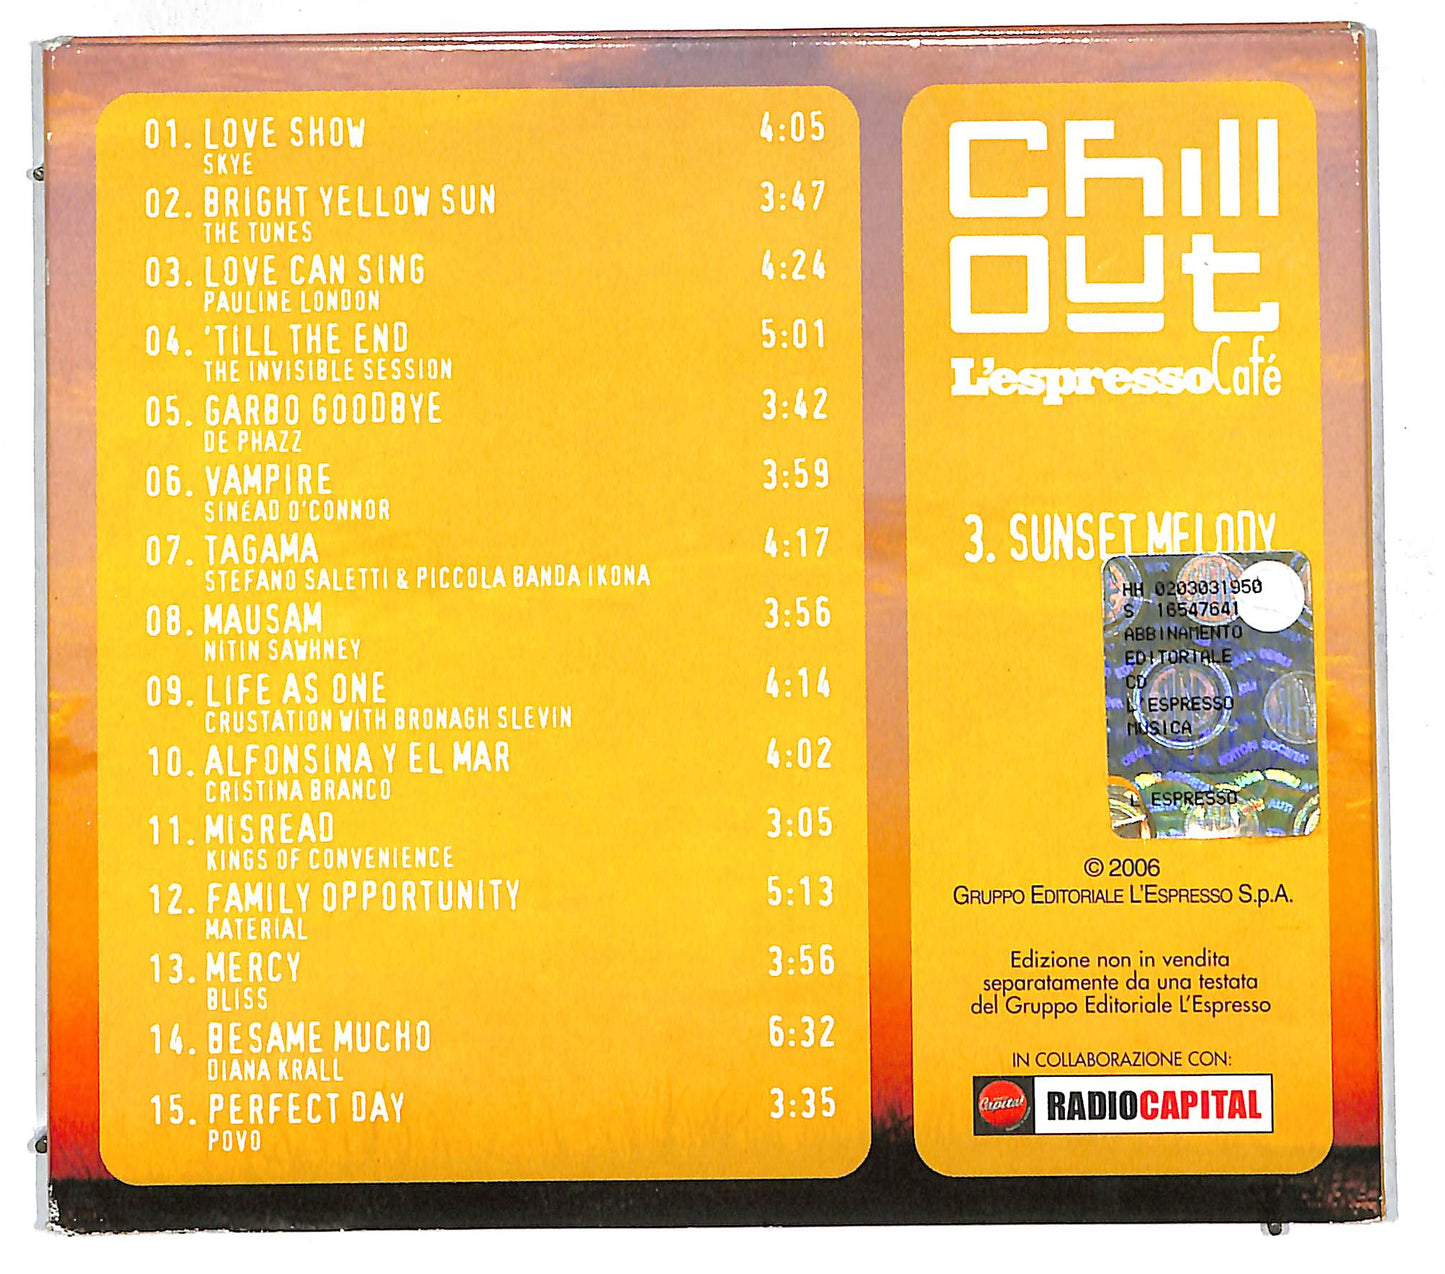 01. LOVE SHOW 4:05
SKYE
02. BRIGHT YELLOW SUN 3:47
THE TUNES
03. LOVE CAN SING 4:24
PAULINE LONDON
04. 'TILL THE END 5:01
THE INVISIBLE SESSION
05. GARBO GOODBYE 3:42
DE PHAZZ
06. VAMPIRE 3:59
SINÉAD O'CONNOR
07. TAGAMA 4:17
STEFANO SALETTI & PICCOLA BANDA IKONA
08. MAUSAM 3:56
NITIN SAWHNEY
09. LIFE AS ONE 4:14
CRUSTATION WITH BRONAGH SLEVIN
10. ALFONSINA Y EL MAR 4:02
CRISTINA BRANCO
11. MISREAD 3:05
KINGS OF CONVENIENCE
12. FAMILY OPPORTUNITY 5:13
MATERIAL
13. MERCY 3:56
BLISS
14. BESAME MUCHO 6:32
DIANA KRALL
15. PERFECT DAY 3:35
POVO
Chill
Out
L'espresso Café
3. SUNSET MELODY
HH 0203031950
S 16547641
ABBINAMENTO
EDITORIALE
CD
L'ESPRESSO
MUSICA
L ESPRESSO
© 2006
GRUPPO EDITORIALE L'ESPRESSO S.p.A.
Edizione non in vendita
separatamente da una testata
del Gruppo Editoriale L'Espresso
IN COLLABORAZIONE CON:
Capital RADIOCAPITAL